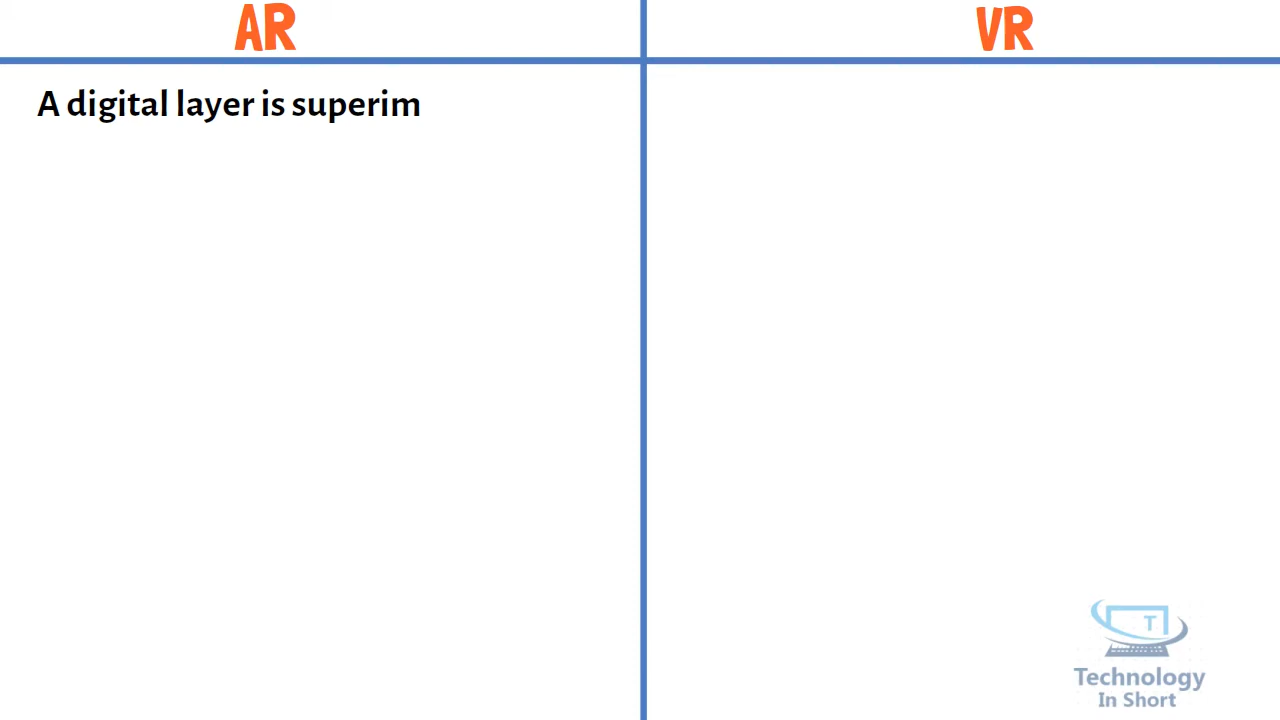 AR
VR
A digital layer is superim
T
Technology
In Short